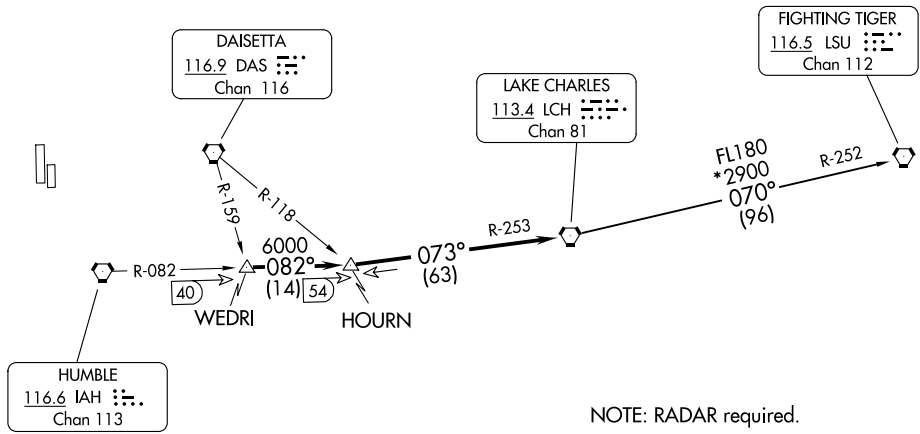 FIGHTING TIGER
116.5 LSU
Chan 112
DAISETTA
116.9 DAS
Chan 116
LAKE CHARLES
113.4 LCH
Chan 81
FL180
*2900
070°
(96)
R-252
R-159
R-118
R-253
073°
(63)
6000
082°
(14)
R-082
40
54
WEDRI
HOURN
HUMBLE
116.6 IAH
Chan 113
NOTE: RADAR required.